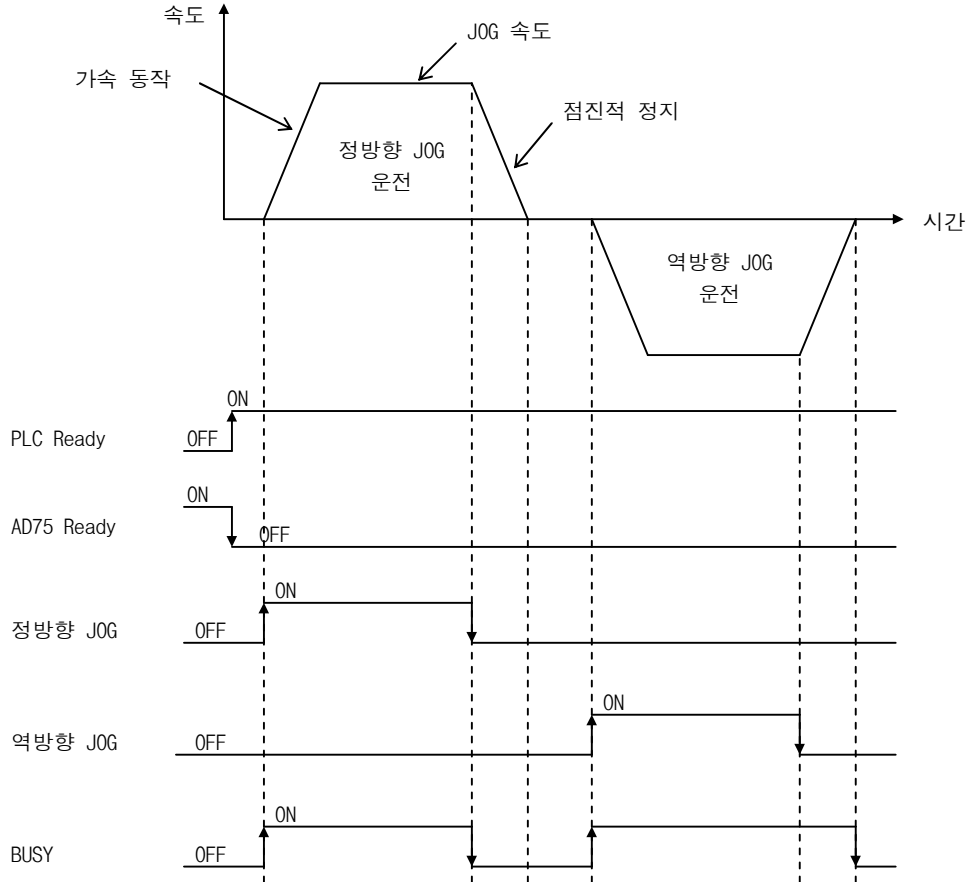 속도
JOG 속도
가속 동작
점진적 정지
정방향 JOG
운전
시간
역방향 JOG
운전
ON
PLC Ready
OFF
ON
AD75 Ready
OFF
ON
정방향 JOG
OFF
ON
역방향 JOG
OFF
ON
BUSY
OFF